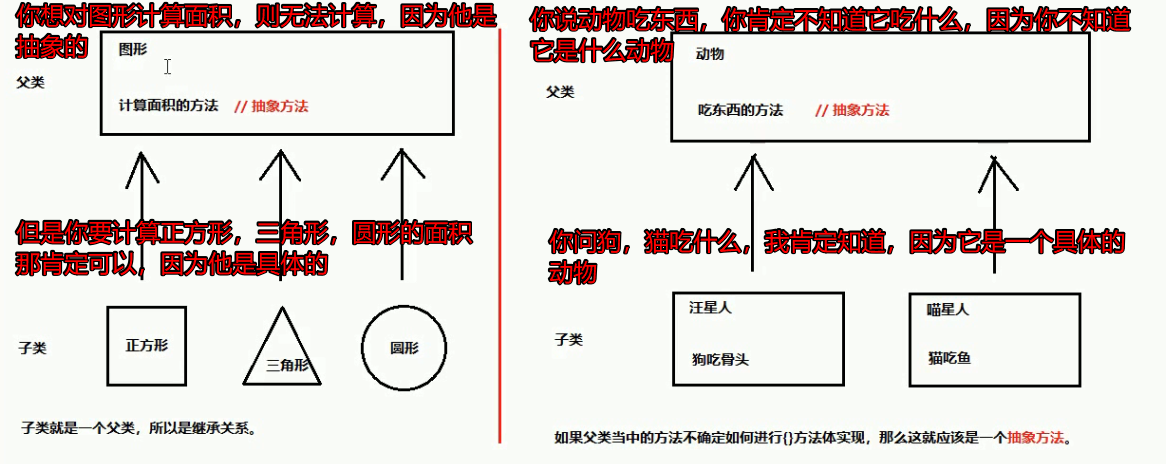 你想对图形计算面积，则无法计算，因为他是
抽象的
图形
父类
计算面积的方法 // 抽象方法
但是你要计算正方形，三角形，圆形的面积
那肯定可以，因为他是具体的
子类
正方形
三角形
圆形
子类就是一个父类，所以是继承关系。
你说动物吃东西，你肯定不知道它吃什么，因为你不知道
它是什么动物
动物
父类
吃东西的方法 // 抽象方法
你问狗，猫吃什么，我肯定知道，因为它是一个具体的
动物
子类
汪星人
狗吃骨头
喵星人
猫吃鱼
如果父类当中的方法不确定如何进行{}方法体实现，那么这就应该是一个抽象方法。